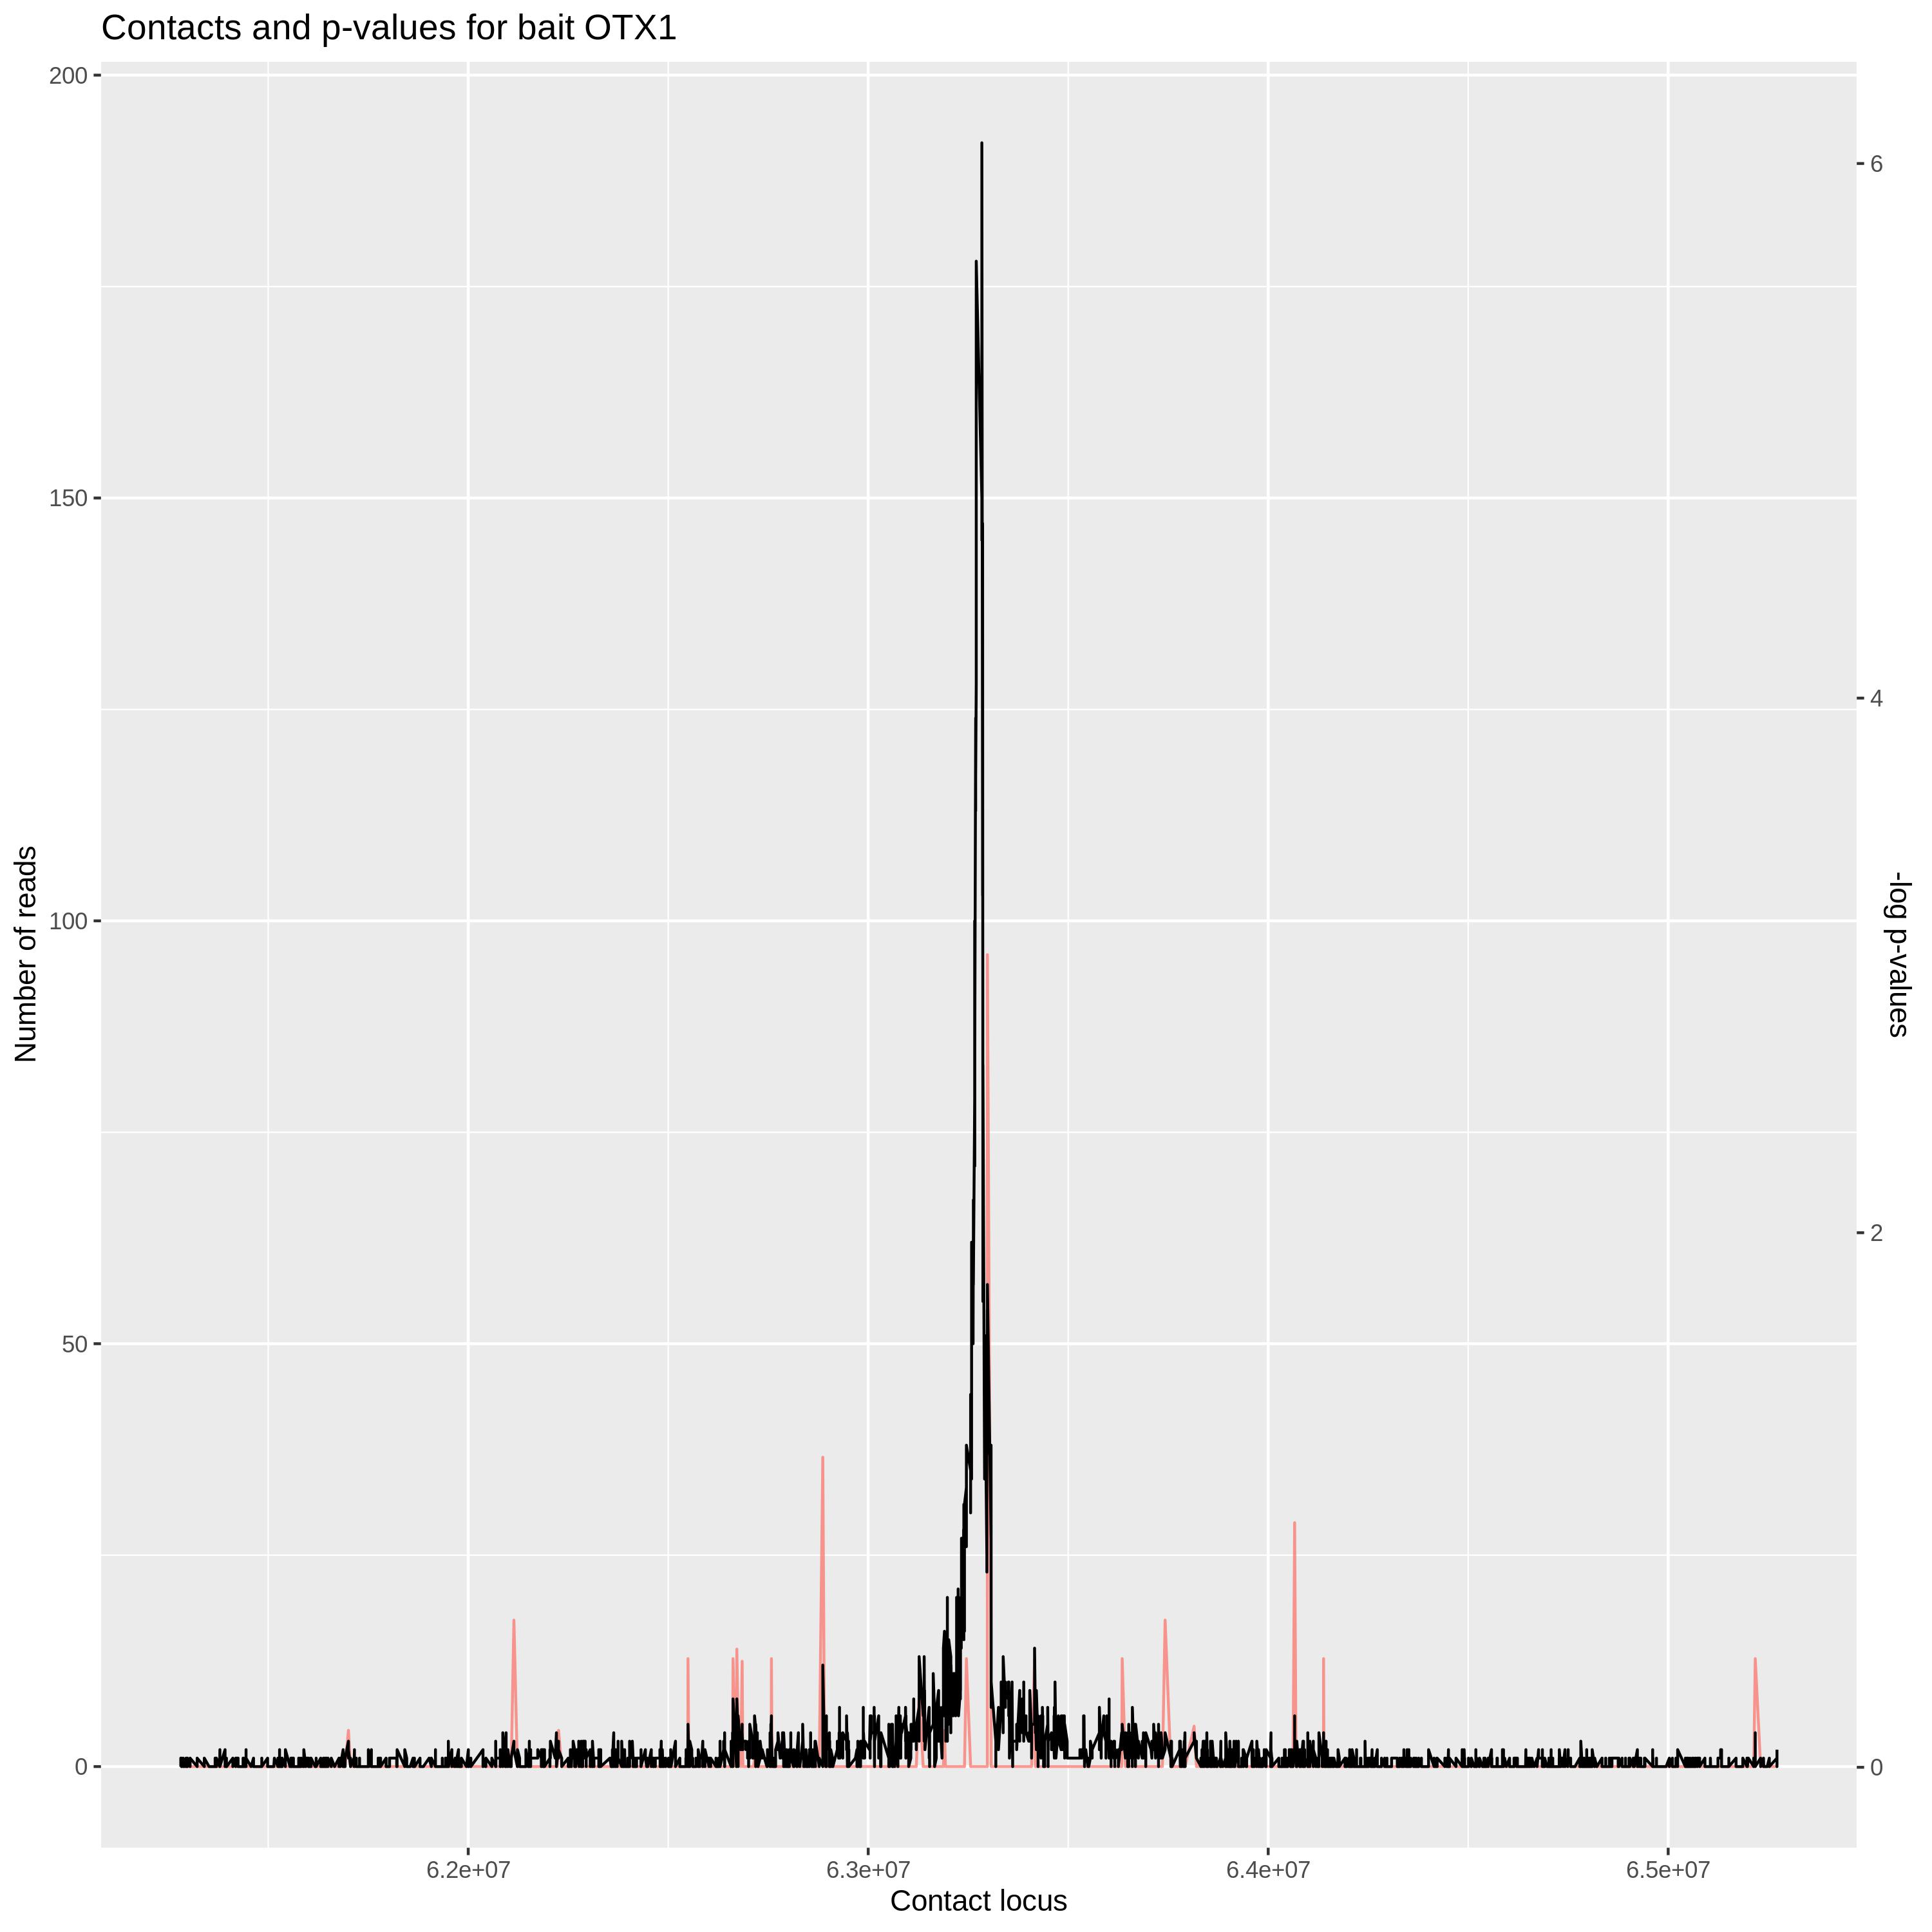 Contacts and p-values for bait OTX1
200
150
100
50
0
Number of reads
6
4
2
0
-log p-values
6.2e+07
6.3e+07
6.4e+07
6.5e+07
Contact locus